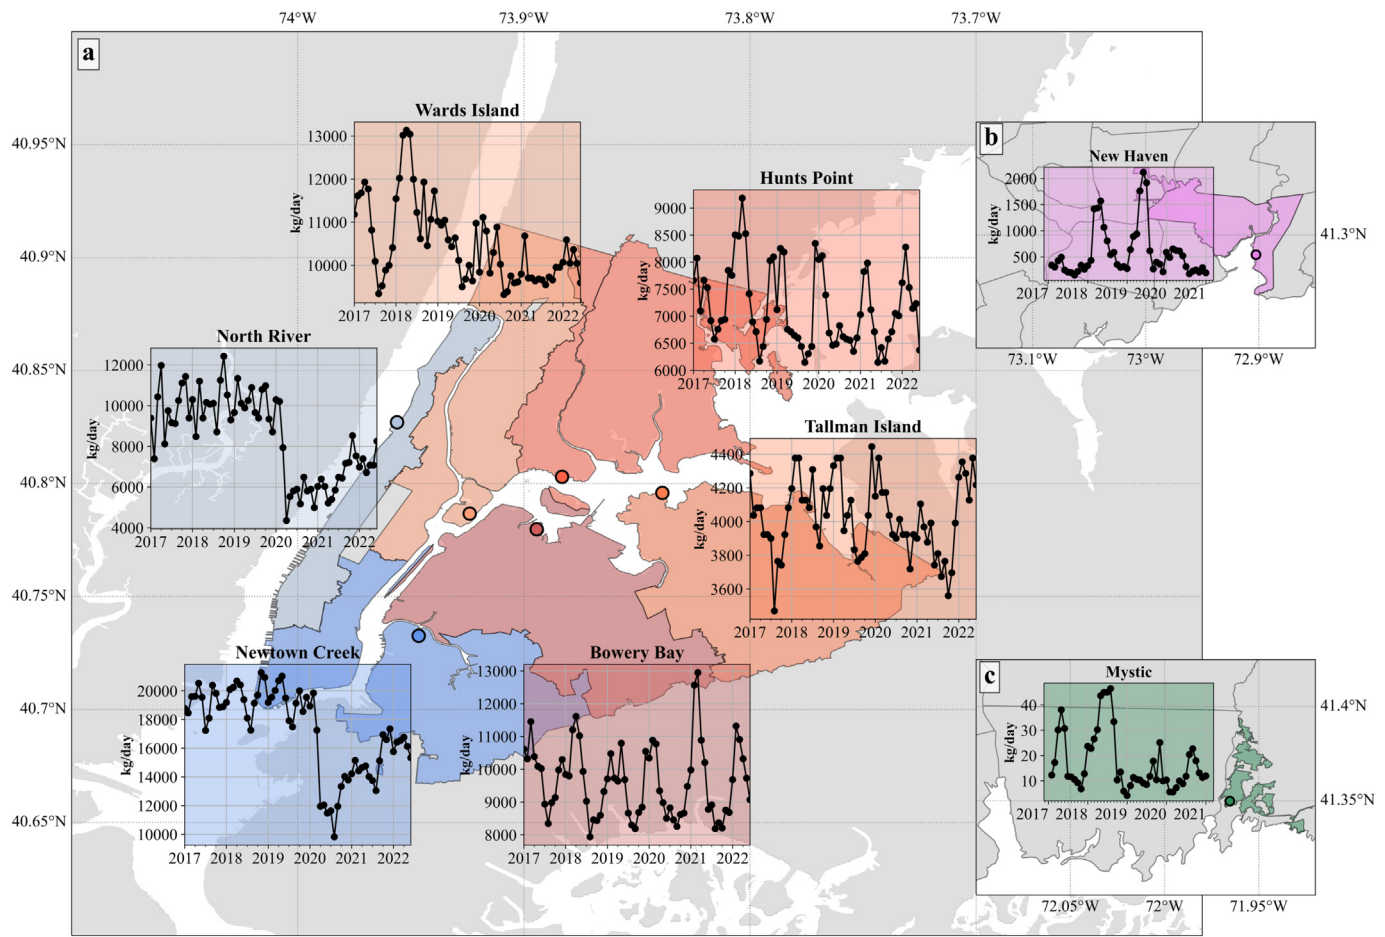 74°W 73.9°W 73.8°W 73.7°W
a
40.95°N
40.9°N
40.85°N
40.8°N
40.75°N
40.7°N
40.65°N
Wards Island
kg/day
13000
12000
11000
10000
2017 2018 2019 2020 2021 2022
Hunts Point
kg/day
9000
8500
8000
7500
7000
6500
6000
2017 2018 2019 2020 2021 2022
North River
kg/day
12000
10000
8000
6000
4000
2017 2018 2019 2020 2021 2022
Tallman Island
kg/day
4400
4200
4000
3800
3600
2017 2018 2019 2020 2021 2022
Newtown Creek
kg/day
20000
18000
16000
14000
12000
10000
2017 2018 2019 2020 2021 2022
Bowery Bay
kg/day
13000
12000
11000
10000
9000
8000
2017 2018 2019 2020 2021 2022
b
New Haven
kg/day
2000
1500
1000
500
2017 2018 2019 2020 2021
41.3°N
73.1°W 73°W 72.9°W
c
Mystic
kg/day
40
30
20
10
2017 2018 2019 2020 2021
41.4°N
41.35°N
72.05°W 72°W 71.95°W